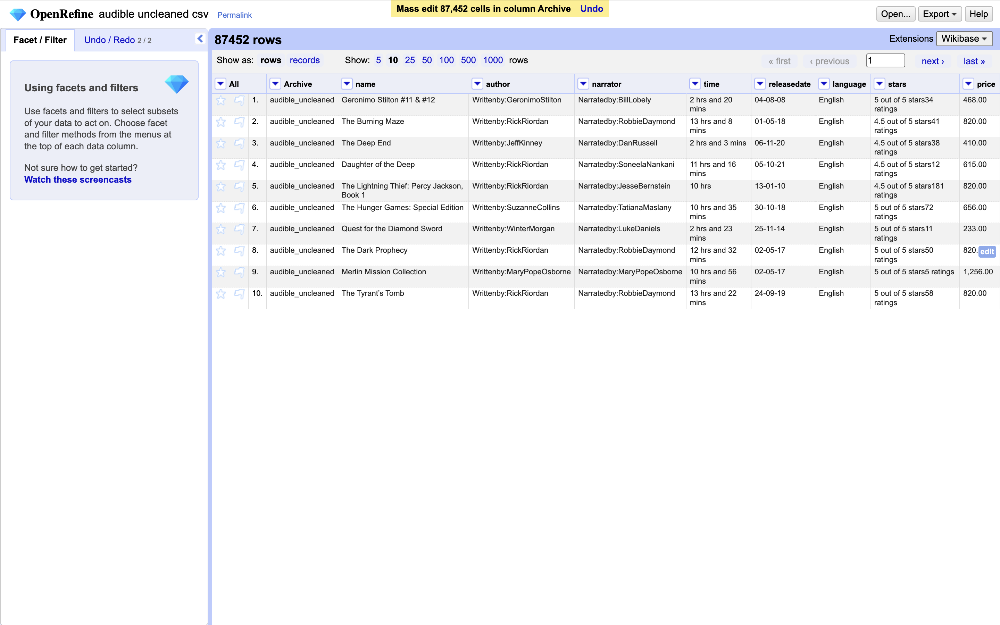 OpenRefine audible uncleaned csv Permalink
Mass edit 87,452 cells in column Archive Undo
Open... Export Help
Facet / Filter Undo / Redo 2 / 2
87452 rows
Extensions Wikibase
Using facets and filters
Use facets and filters to select subsets
of your data to act on. Choose facet
and filter methods from the menus at
the top of each data column.
Not sure how to get started?
Watch these screencasts
Show as: rows records Show: 5 10 25 50 100 500 1000 rows
« first ‹ previous 1 next › last »
All Archive name author narrator time releasedate language stars price
1. audible_uncleaned Geronimo Stilton #11 & #12 Writtenby:GeronimoStilton Narratedby:BillLobely 2 hrs and 20 04-08-08 English 5 out of 5 stars34 468.00
mins ratings
2. audible_uncleaned The Burning Maze Writtenby:RickRiordan Narratedby:RobbieDaymond 13 hrs and 8 01-05-18 English 4.5 out of 5 stars41 820.00
mins ratings
3. audible_uncleaned The Deep End Writtenby:JeffKinney Narratedby:DanRussell 2 hrs and 3 mins 06-11-20 English 4.5 out of 5 stars38 410.00
ratings
4. audible_uncleaned Daughter of the Deep Writtenby:RickRiordan Narratedby:SoneelaNankani 11 hrs and 16 05-10-21 English 4.5 out of 5 stars12 615.00
mins ratings
5. audible_uncleaned The Lightning Thief: Percy Jackson, Writtenby:RickRiordan Narratedby:JesseBernstein 10 hrs 13-01-10 English 4.5 out of 5 stars181 820.00
Book 1 ratings
6. audible_uncleaned The Hunger Games: Special Edition Writtenby:SuzanneCollins Narratedby:TatianaMaslany 10 hrs and 35 30-10-18 English 5 out of 5 stars72 656.00
mins ratings
7. audible_uncleaned Quest for the Diamond Sword Writtenby:WinterMorgan Narratedby:LukeDaniels 2 hrs and 23 25-11-14 English 5 out of 5 stars11 233.00
mins ratings
8. audible_uncleaned The Dark Prophecy Writtenby:RickRiordan Narratedby:RobbieDaymond 12 hrs and 32 02-05-17 English 5 out of 5 stars50 820. edit
mins ratings
9. audible_uncleaned Merlin Mission Collection Writtenby:MaryPopeOsborne Narratedby:MaryPopeOsborne 10 hrs and 56 02-05-17 English 5 out of 5 stars5 ratings 1,256.00
mins
10. audible_uncleaned The Tyrant’s Tomb Writtenby:RickRiordan Narratedby:RobbieDaymond 13 hrs and 22 24-09-19 English 5 out of 5 stars58 820.00
mins ratings